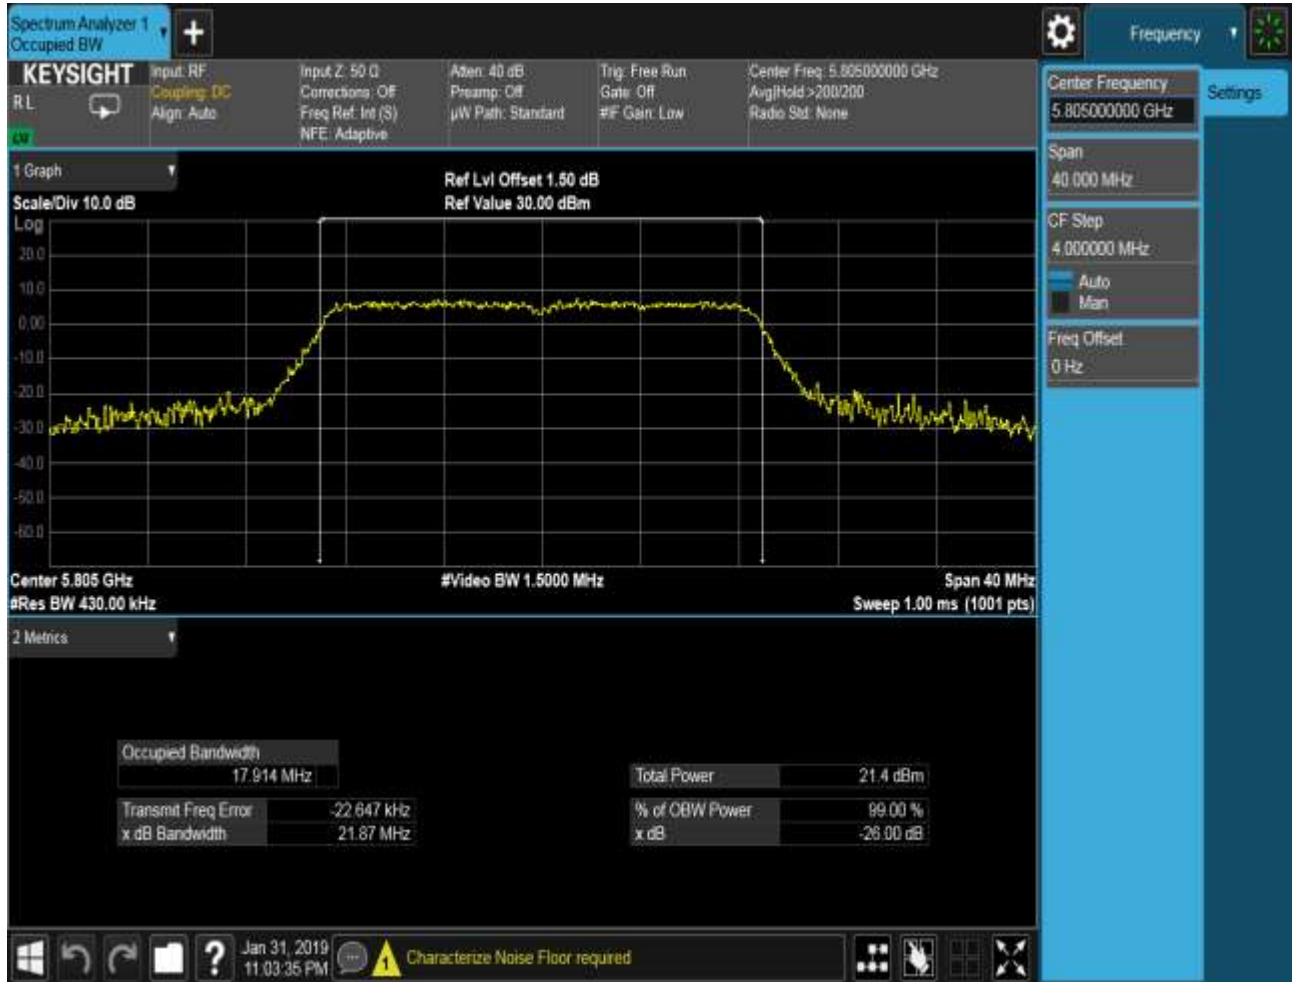 Spectrum Analyzer 1
Occupied BW
Frequency
KEYSIGHT
RL
Input: RF
Coupling: DC
Align: Auto
Input Z: 50 Ω
Corrections: Off
Freq Ref: Int (S)
NFE: Adaptive
Atten: 40 dB
Preamp: Off
µW Path: Standard
Trig: Free Run
Gate: Off
#IF Gain: Low
Center Freq: 5.805000000 GHz
Avg|Hold:>200/200
Radio Std: None
Center Frequency
5.805000000 GHz
Settings
Span
40.000 MHz
CF Step
4.000000 MHz
Auto
Man
Freq Offset
0 Hz
1 Graph
Scale/Div 10.0 dB
Ref Lvl Offset 1.50 dB
Ref Value 30.00 dBm
Log
20.0
10.0
0.00
-10.0
-20.0
-30.0
-40.0
-50.0
-60.0
Center 5.805 GHz
#Video BW 1.5000 MHz
Span 40 MHz
#Res BW 430.00 kHz
Sweep 1.00 ms (1001 pts)
2 Metrics
Occupied Bandwidth
17.914 MHz
Total Power 21.4 dBm
Transmit Freq Error -22.647 kHz
% of OBW Power 99.00 %
x dB Bandwidth 21.87 MHz
x dB -26.00 dB
Jan 31, 2019
11:03:35 PM
1
Characterize Noise Floor required